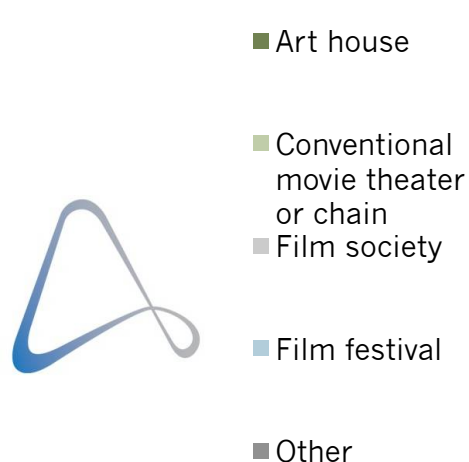 Art house
Conventional
movie theater
or chain
Film society
Film festival
Other